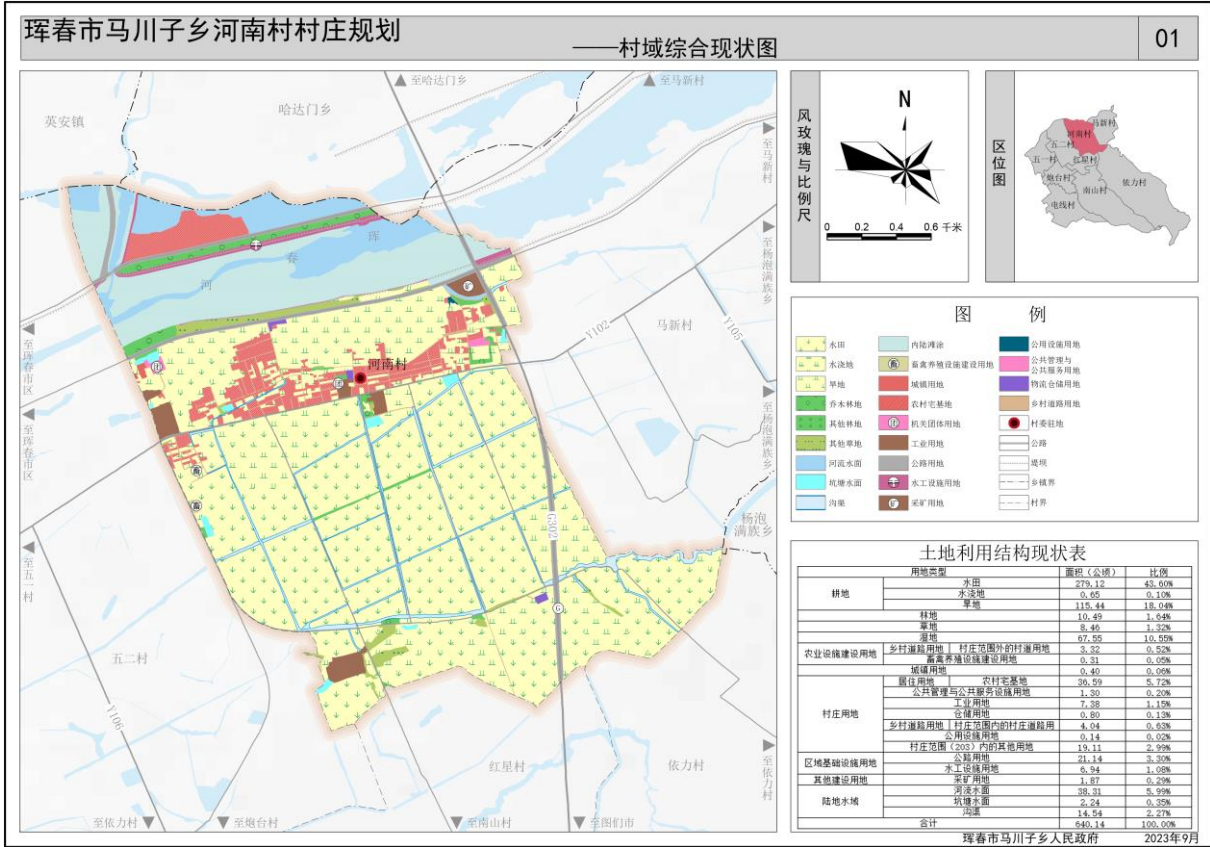 珲春市马川子乡河南村村庄规划
——村域综合现状图
01
至哈达门乡
至马新村
英安镇
哈达门乡
至马新村
珲
春
河
至杨泡满族乡
Y102
Y105
马新村
河南村
至珲春市区
至珲春市区
至杨泡满族乡
G302
杨泡
满族乡
至五一村
五二村
Y106
红星村
依力村
至依力村
至依力村
至炮台村
至南山村
至图们市
风玫瑰与比例尺
N
0 0.2 0.4 0.6 千米
区位图
马新村
河南村
五二村
五一村
红星村
炮台村
依力村
南山村
电线村
图 例
水田
内陆滩涂
公用设施用地
水浇地
畜禽养殖设施建设用地
公共管理与
公共服务用地
旱地
城镇用地
物流仓储用地
乔木林地
农村宅基地
乡村道路用地
其他林地
机关团体用地
村委驻地
其他草地
工业用地
公路
河流水面
公路用地
堤坝
坑塘水面
水工设施用地
乡镇界
沟渠
采矿用地
村界
土地利用结构现状表
用地类型 面积（公顷） 比例
耕地 水田 279.12 43.60%
水浇地 0.65 0.10%
旱地 115.44 18.04%
林地 10.49 1.64%
草地 8.46 1.32%
湿地 67.55 10.55%
农业设施建设用地 乡村道路用地 村庄范围外的村道用地 3.32 0.52%
畜禽养殖设施建设用地 0.31 0.05%
城镇用地 0.40 0.06%
村庄用地 居住用地 农村宅基地 36.59 5.72%
公共管理与公共服务设施用地 1.30 0.20%
工业用地 7.38 1.15%
仓储用地 0.80 0.13%
乡村道路用地 村庄范围内的村庄道路用 4.04 0.63%
公用设施用地 0.14 0.02%
村庄范围（203）内的其他用地 19.11 2.99%
区域基础设施用地 公路用地 21.14 3.30%
水工设施用地 6.94 1.08%
其他建设用地 采矿用地 1.87 0.29%
陆地水域 河流水面 38.31 5.99%
坑塘水面 2.24 0.35%
沟渠 14.54 2.27%
合计 640.14 100.00%
珲春市马川子乡人民政府 2023年9月